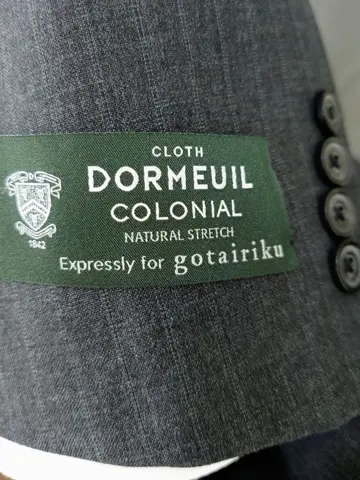 CLOTH
DORMEUIL
COLONIAL
NATURAL STRETCH
Expressly for gotairiku
1842